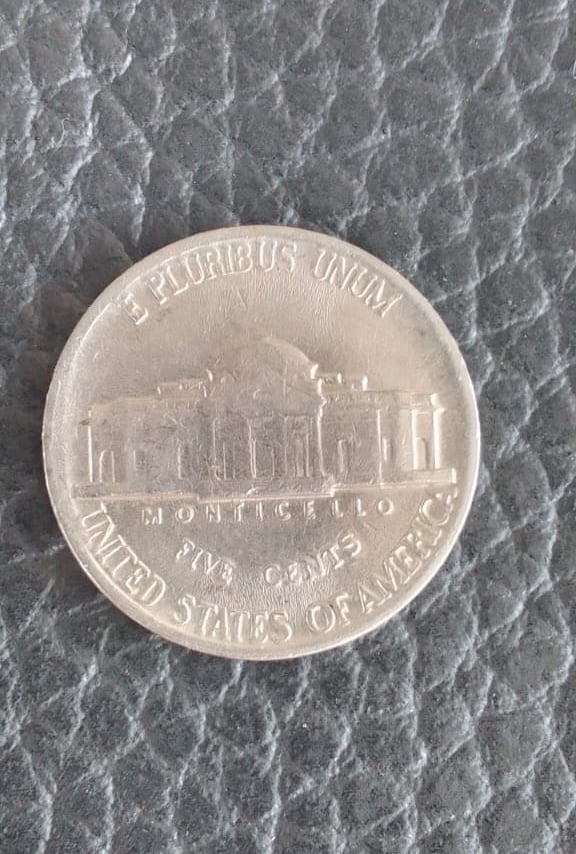 E PLURIBUS UNUM
MONTICELLO
FIVE CENTS
UNITED STATES OF AMERICA